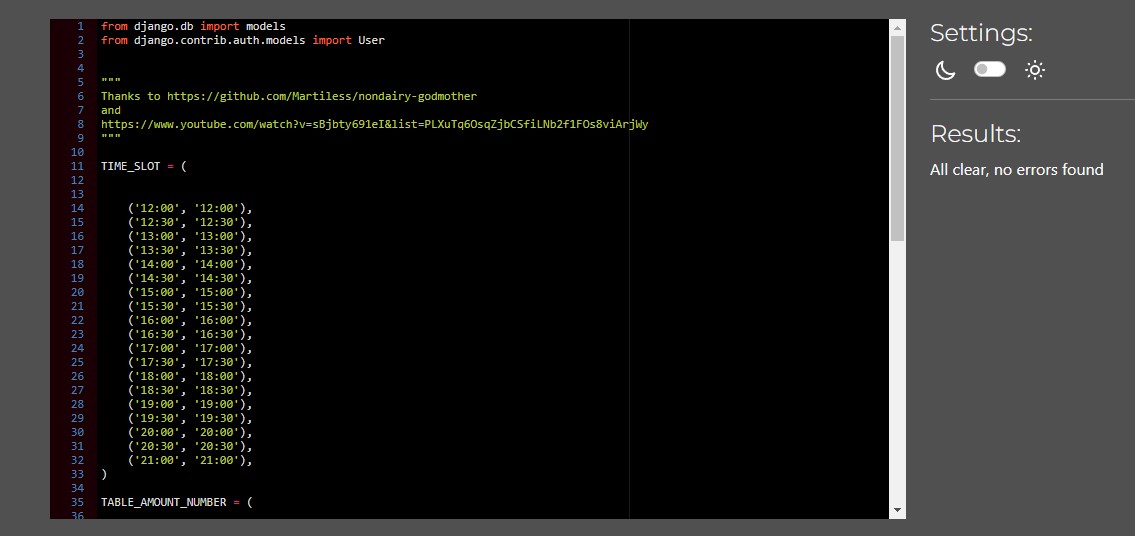 1 from django.db import models
2 from django.contrib.auth.models import User
3
4
5 """
6 Thanks to https://github.com/Martiless/nondairy-godmother
7 and
8 https://www.youtube.com/watch?v=sBjbty691eI&list=PLXuTq6OsqZjbCSfiLNb2f1FOs8viArjWy
9 """
10
11 TIME_SLOT = (
12
13
14 ('12:00', '12:00'),
15 ('12:30', '12:30'),
16 ('13:00', '13:00'),
17 ('13:30', '13:30'),
18 ('14:00', '14:00'),
19 ('14:30', '14:30'),
20 ('15:00', '15:00'),
21 ('15:30', '15:30'),
22 ('16:00', '16:00'),
23 ('16:30', '16:30'),
24 ('17:00', '17:00'),
25 ('17:30', '17:30'),
26 ('18:00', '18:00'),
27 ('18:30', '18:30'),
28 ('19:00', '19:00'),
29 ('19:30', '19:30'),
30 ('20:00', '20:00'),
31 ('20:30', '20:30'),
32 ('21:00', '21:00'),
33 )
34
35 TABLE_AMOUNT_NUMBER = (
36
Settings:
Results:
All clear, no errors found